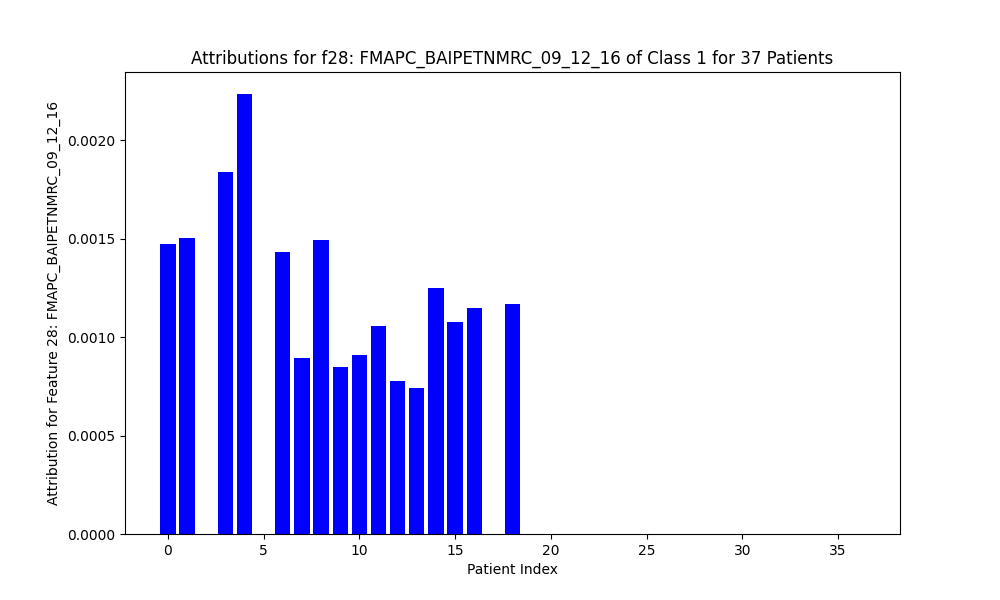 Attributions for f28: FMAPC_BAIPETNMRC_09_12_16 of Class 1 for 37 Patients
Attribution for Feature 28: FMAPC_BAIPETNMRC_09_12_16
0.0020
0.0015
0.0010
0.0005
0.0000
0 5 10 15 20 25 30 35
Patient Index